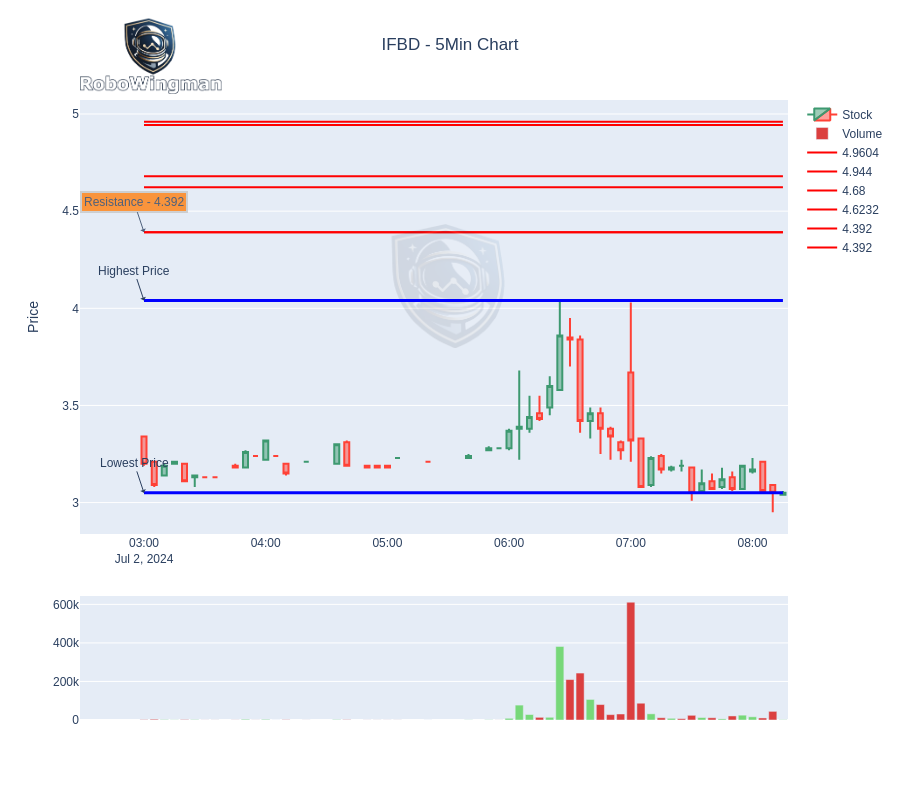 IFBD - 5Min Chart
RoboWingman
Price
5
4.5
4
3.5
3
Resistance - 4.392
Highest Price
Lowest Price
03:00
04:00
05:00
06:00
07:00
08:00
Jul 2, 2024
600k
400k
200k
0
Stock
Volume
4.9604
4.944
4.68
4.6232
4.392
4.392